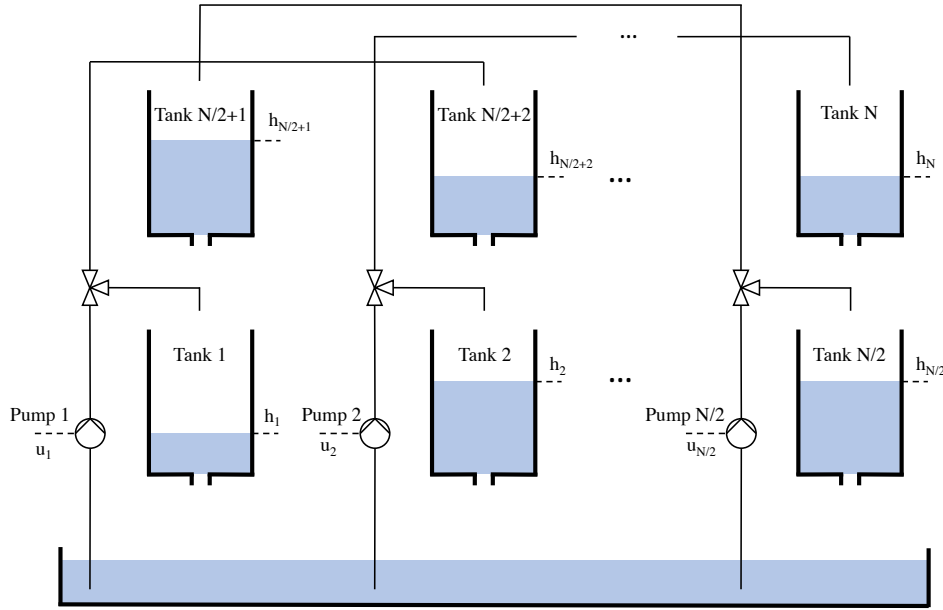 ...
Tank N/2+1
Tank N/2+2
Tank N
h_{N/2+1}
h_{N/2+2}
...
h_N
Tank 1
Tank 2
Tank N/2
h_2
...
h_{N/2}
Pump 1
h_1
Pump 2
Pump N/2
u_1
u_2
u_{N/2}